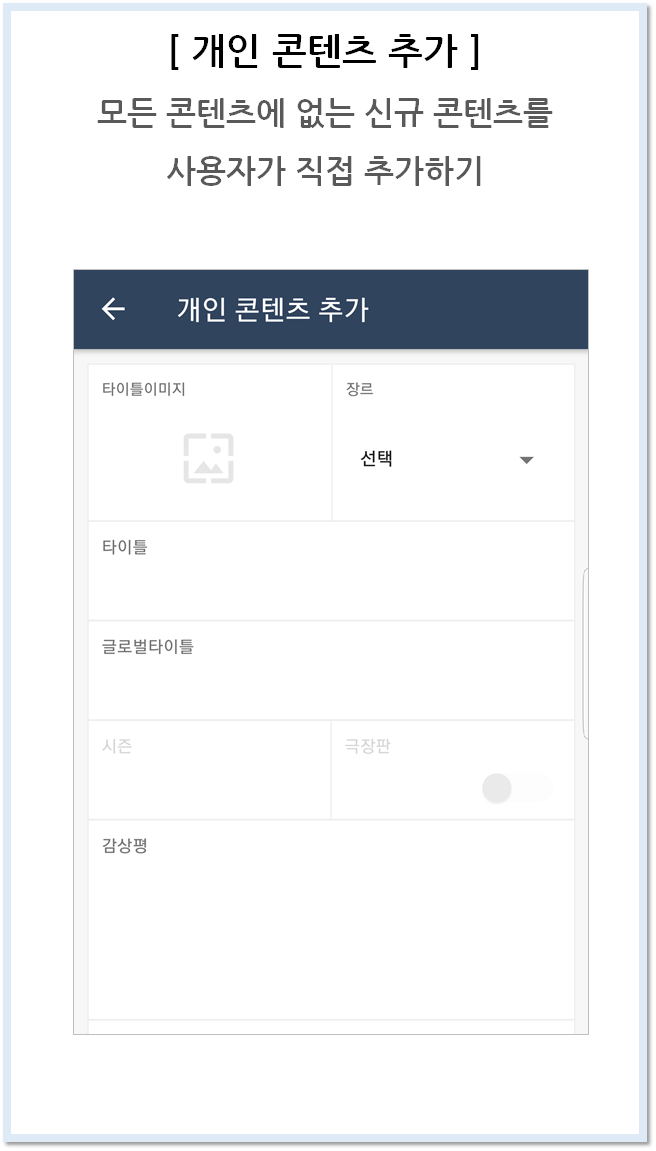 [ 개인 콘텐츠 추가 ]
모든 콘텐츠에 없는 신규 콘텐츠를
사용자가 직접 추가하기
개인 콘텐츠 추가
타이틀이미지
장르
선택
타이틀
글로벌타이틀
시즌
극장판
감상평